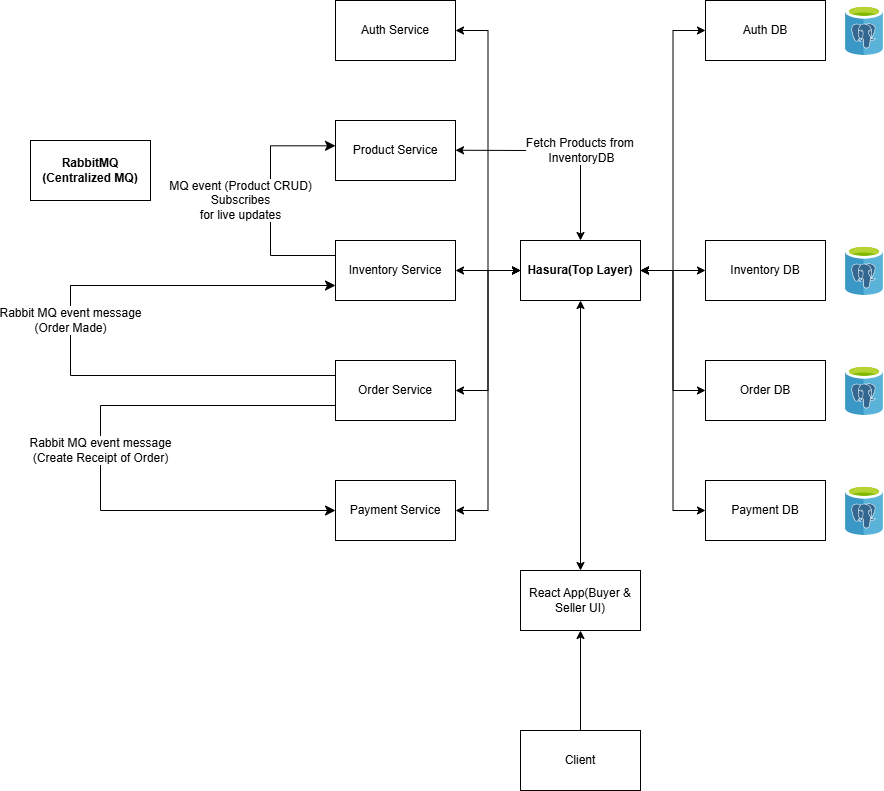 Auth Service
Auth DB
RabbitMQ
(Centralized MQ)
Product Service
Fetch Products from
InventoryDB
MQ event (Product CRUD)
Subscribes
for live updates
Inventory Service
Hasura(Top Layer)
Inventory DB
Rabbit MQ event message
(Order Made)
Order Service
Order DB
Rabbit MQ event message
(Create Receipt of Order)
Payment Service
Payment DB
React App(Buyer &
Seller UI)
Client